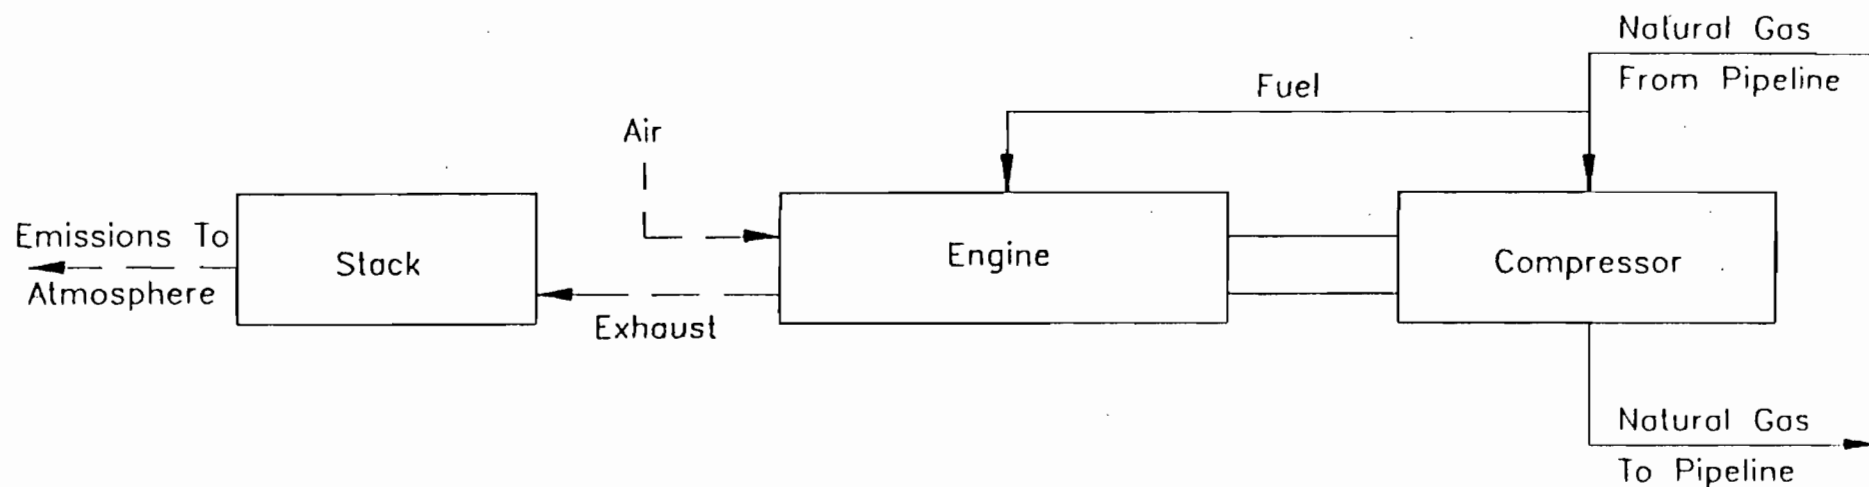 Natural Gas
From Pipeline
Fuel
Air
Emissions To
Atmosphere
Stack
Exhaust
Engine
Compressor
Natural Gas
To Pipeline